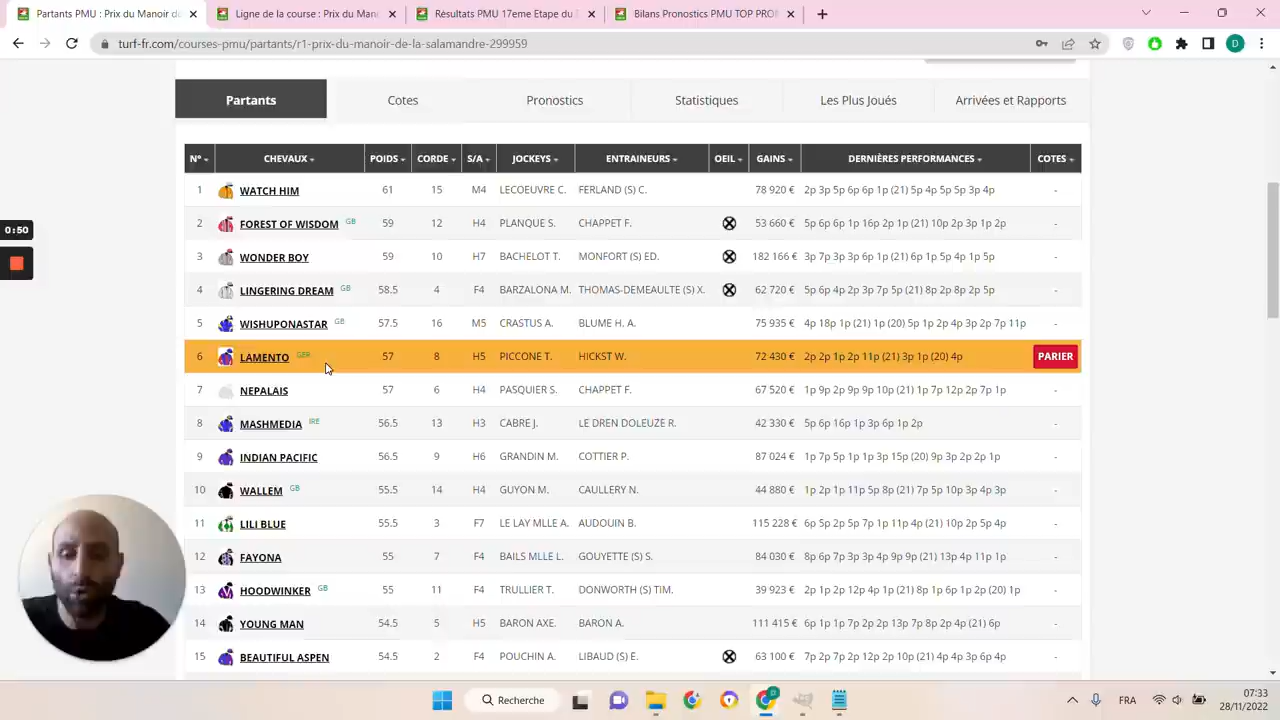 Partants PMU : Prix du Manoir du
Ligne de la course : Prix du Man
Résultats PMU 17eme Etape du
Bilans Pronostics PMU TOP PRO
turf-fr.com/courses-pmu/partants/r1-prix-du-manoir-de-la-salamandre_299959
D
Partants Cotes Pronostics Statistiques Les Plus Joués Arrivées et Rapports
N° CHEVAUX POIDS CORDE S/A JOCKEYS ENTRAINEURS OEIL GAINS DERNIÈRES PERFORMANCES COTES
1 WATCH HIM 61 15 M4 LECOEUVRE C. FERLAND (S) C. 78 920 € 2p 3p 5p 6p 6p 1p (21) 5p 4p 5p 5p 3p 4p -
0:50
2 FOREST OF WISDOM GB 59 12 H4 PLANQUE S. CHAPPET F. 53 660 € 5p 6p 6p 1p 16p 2p 1p (21) 10p 2p 3p 1p 2p -
3 WONDER BOY 59 10 H7 BACHELOT T. MONFORT (S) ED. 182 166 € 3p 7p 3p 3p 6p 1p (21) 6p 1p 5p 4p 1p 5p -
4 LINGERING DREAM GB 58.5 4 F4 BARZALONA M. THOMAS-DEMEAULTE (S) X. 62 720 € 5p 6p 4p 2p 3p 7p 5p (21) 8p 2p 8p 2p 5p -
5 WISHUPONASTAR GB 57.5 16 M5 CRASTUS A. BLUME H. A. 75 935 € 4p 18p 1p (21) 1p (20) 5p 1p 2p 4p 3p 2p 7p 11p -
6 LAMENTO GER 57 8 H5 PICCONE T. HICKST W. 72 430 € 2p 2p 1p 2p 11p (21) 3p 1p (20) 4p PARIER
7 NEPALAIS 57 6 H4 PASQUIER S. CHAPPET F. 67 520 € 1p 9p 2p 9p 9p 10p (21) 1p 7p 12p 2p 7p 1p -
8 MASHMEDIA IRE 56.5 13 H3 CABRE J. LE DREN DOLEUZE R. 42 330 € 5p 6p 16p 1p 3p 6p 1p 2p -
9 INDIAN PACIFIC 56.5 9 H6 GRANDIN M. COTTIER P. 87 024 € 1p 7p 5p 1p 1p 3p 15p (20) 9p 3p 2p 2p 1p -
10 WALLEM GB 55.5 14 H4 GUYON M. CAULLERY N. 44 880 € 1p 2p 1p 11p 5p 8p (21) 7p 5p 10p 3p 4p 3p -
11 LILI BLUE 55.5 3 F7 LE LAY MLLE A. AUDOUIN B. 115 228 € 6p 5p 2p 5p 7p 1p 11p 4p (21) 10p 2p 5p 4p -
12 FAYONA 55 7 F4 BAILS MLLE L. GOUYETTE (S) S. 84 030 € 8p 6p 7p 3p 3p 4p 9p 9p (21) 13p 4p 11p 1p -
13 HOODWINKER GB 55 11 F4 TRULLIER T. DONWORTH (S) TIM. 39 923 € 2p 1p 2p 12p 4p 1p (21) 8p 1p 6p 1p 2p (20) 1p -
14 YOUNG MAN 54.5 5 H5 BARON AXE. BARON A. 111 415 € 6p 1p 1p 7p 2p 2p 13p 7p 8p 2p 4p (21) 6p -
15 BEAUTIFUL ASPEN 54.5 2 F4 POUCHIN A. LIBAUD (S) E. 63 100 € 7p 2p 7p 2p 12p 2p 10p (21) 4p 4p 3p 6p 4p -
Recherche
FRA
07:33
28/11/2022